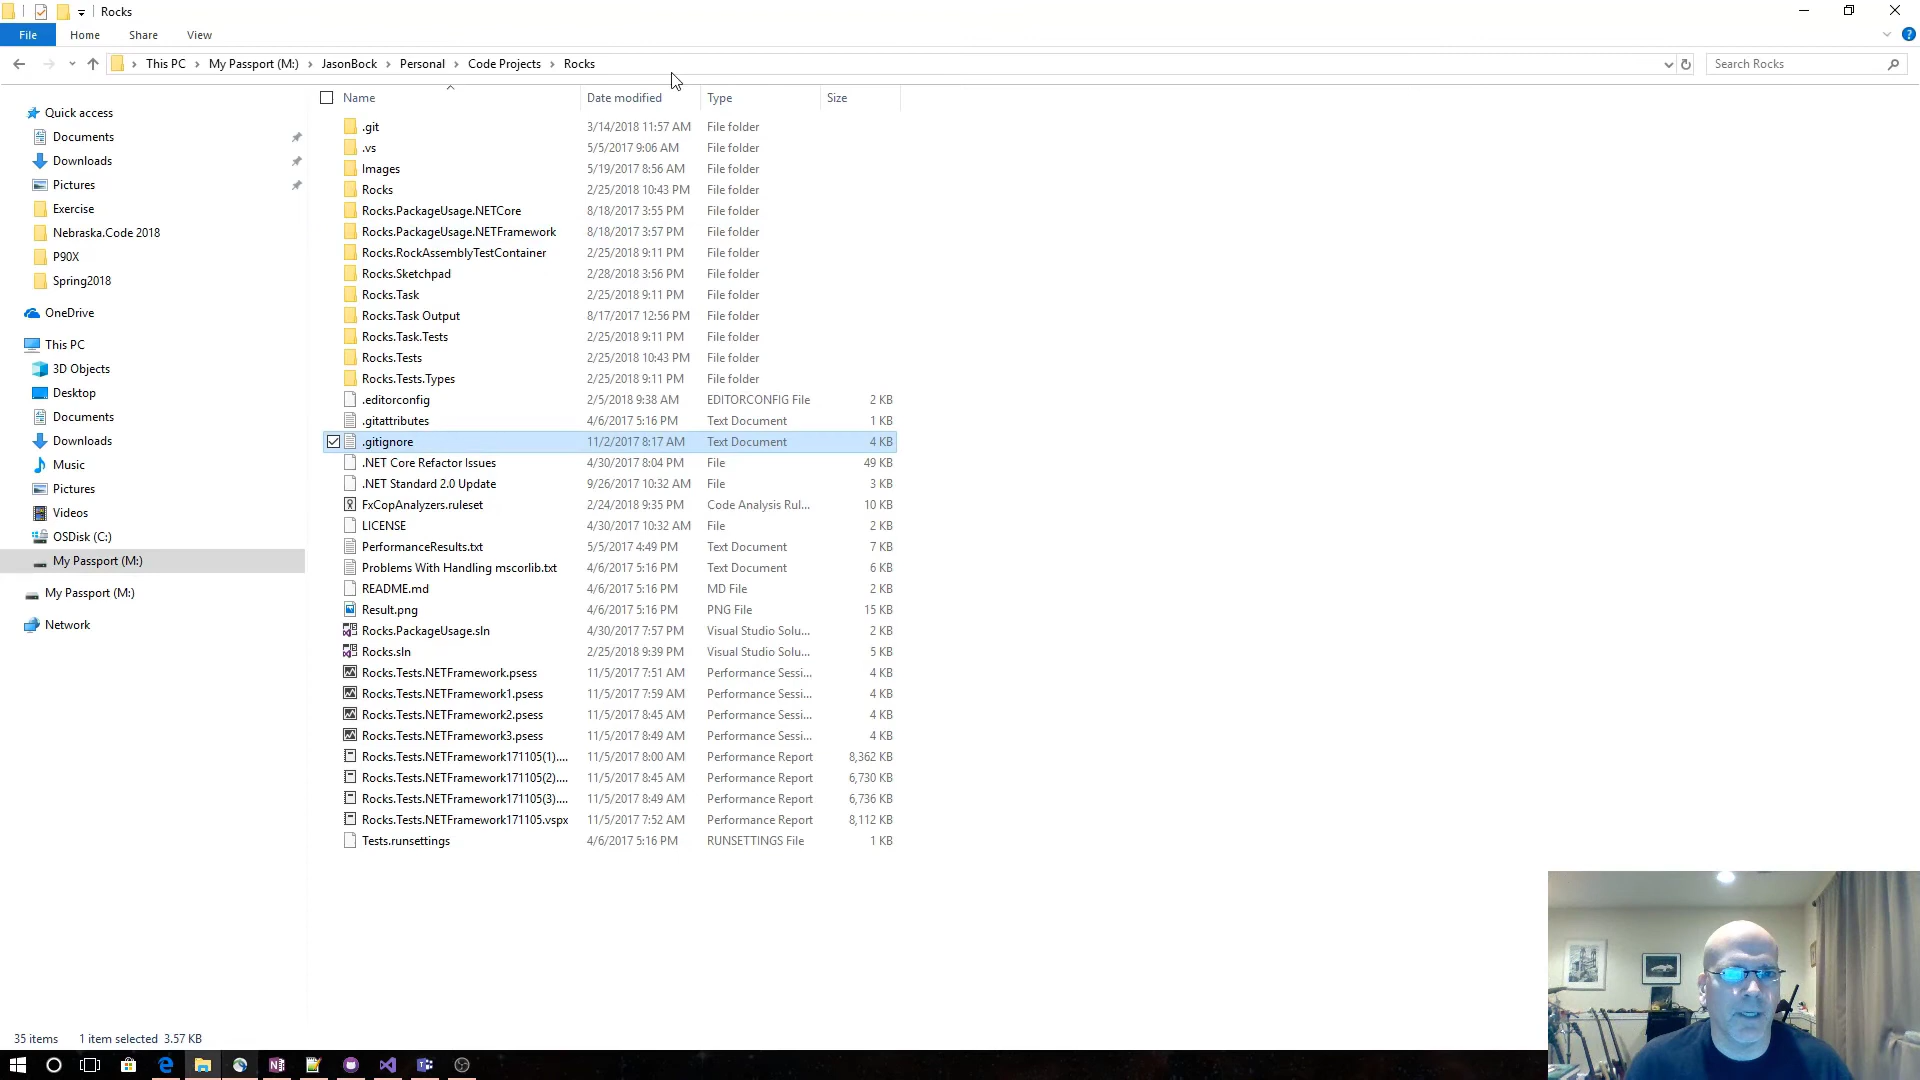 Rocks
File Home Share View
This PC My Passport (M:) JasonBock Personal Code Projects Rocks Search Rocks
Name Date modified Type Size
Quick access
Documents
Downloads
Pictures
Exercise
Nebraska.Code 2018
P90X
Spring2018
OneDrive
This PC
3D Objects
Desktop
Documents
Downloads
Music
Pictures
Videos
OSDisk (C:)
My Passport (M:)
My Passport (M:)
Network
.git 3/14/2018 11:57 AM File folder
.vs 5/5/2017 9:06 AM File folder
Images 5/19/2017 8:56 AM File folder
Rocks 2/25/2018 10:43 PM File folder
Rocks.PackageUsage.NETCore 8/18/2017 3:55 PM File folder
Rocks.PackageUsage.NETFramework 8/18/2017 3:57 PM File folder
Rocks.RockAssemblyTestContainer 2/25/2018 9:11 PM File folder
Rocks.Sketchpad 2/28/2018 3:56 PM File folder
Rocks.Task 2/25/2018 9:11 PM File folder
Rocks.Task Output 8/17/2017 12:56 PM File folder
Rocks.Task.Tests 2/25/2018 9:11 PM File folder
Rocks.Tests 2/25/2018 10:43 PM File folder
Rocks.Tests.Types 2/25/2018 9:11 PM File folder
.editorconfig 2/5/2018 9:38 AM EDITORCONFIG File 2 KB
.gitattributes 4/6/2017 5:16 PM Text Document 1 KB
.gitignore 11/2/2017 8:17 AM Text Document 4 KB
.NET Core Refactor Issues 4/30/2017 8:04 PM File 49 KB
.NET Standard 2.0 Update 9/26/2017 10:32 AM File 3 KB
FxCopAnalyzers.ruleset 2/24/2018 9:35 PM Code Analysis Rul... 10 KB
LICENSE 4/30/2017 10:32 AM File 2 KB
PerformanceResults.txt 5/5/2017 4:49 PM Text Document 7 KB
Problems With Handling mscorlib.txt 4/6/2017 5:16 PM Text Document 6 KB
README.md 4/6/2017 5:16 PM MD File 2 KB
Result.png 4/6/2017 5:16 PM PNG File 15 KB
Rocks.PackageUsage.sln 4/30/2017 7:57 PM Visual Studio Solu... 2 KB
Rocks.sln 2/25/2018 9:39 PM Visual Studio Solu... 5 KB
Rocks.Tests.NETFramework.psess 11/5/2017 7:51 AM Performance Sessi... 4 KB
Rocks.Tests.NETFramework1.psess 11/5/2017 7:59 AM Performance Sessi... 4 KB
Rocks.Tests.NETFramework2.psess 11/5/2017 8:45 AM Performance Sessi... 4 KB
Rocks.Tests.NETFramework3.psess 11/5/2017 8:49 AM Performance Sessi... 4 KB
Rocks.Tests.NETFramework171105(1).... 11/5/2017 8:00 AM Performance Report 8,362 KB
Rocks.Tests.NETFramework171105(2).... 11/5/2017 8:45 AM Performance Report 6,730 KB
Rocks.Tests.NETFramework171105(3).... 11/5/2017 8:49 AM Performance Report 6,736 KB
Rocks.Tests.NETFramework171105.vspx 11/5/2017 7:52 AM Performance Report 8,112 KB
Tests.runsettings 4/6/2017 5:16 PM RUNSETTINGS File 1 KB
35 items 1 item selected 3.57 KB